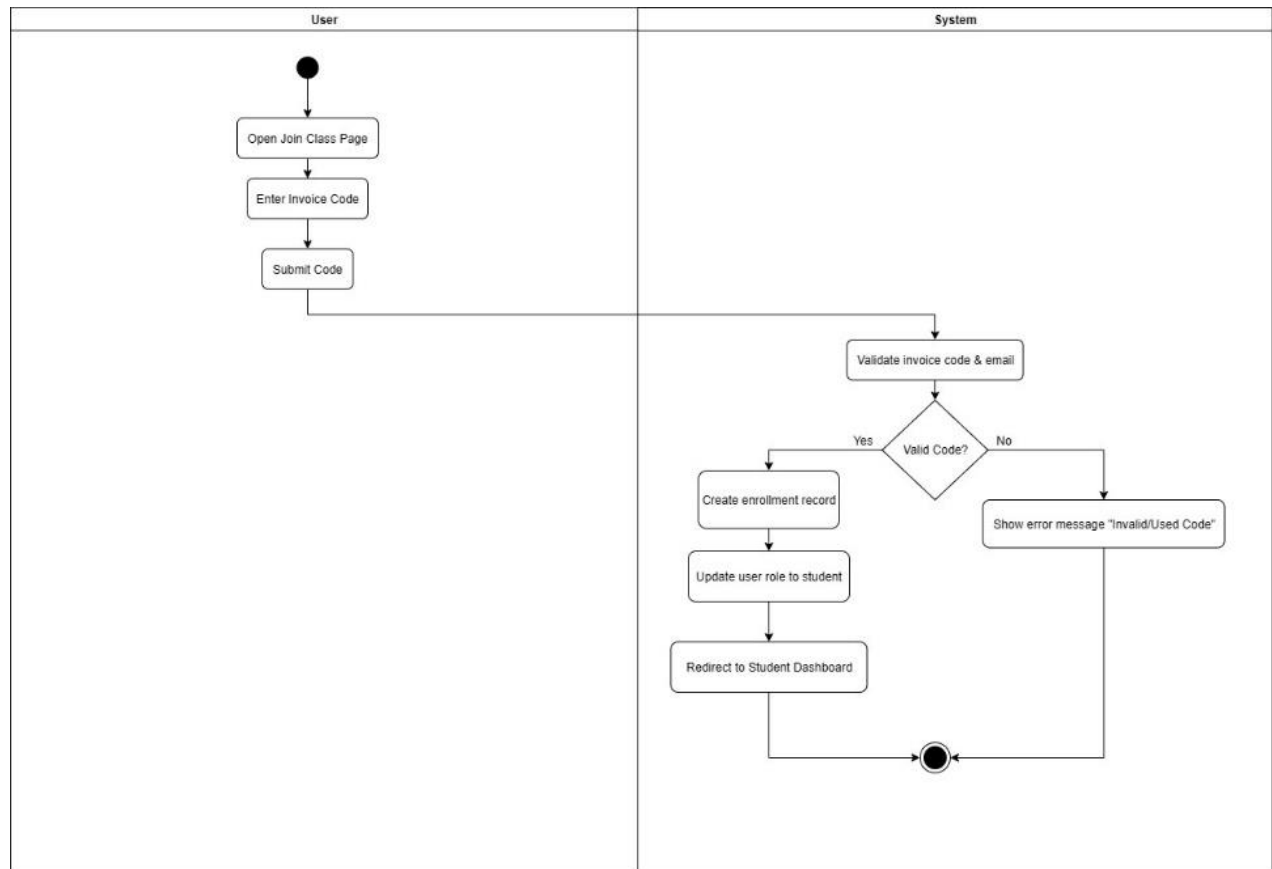 User
System
Open Join Class Page
Enter Invoice Code
Submit Code
Validate invoice code & email
Valid Code?
Yes
No
Create enrollment record
Show error message "Invalid/Used Code"
Update user role to student
Redirect to Student Dashboard